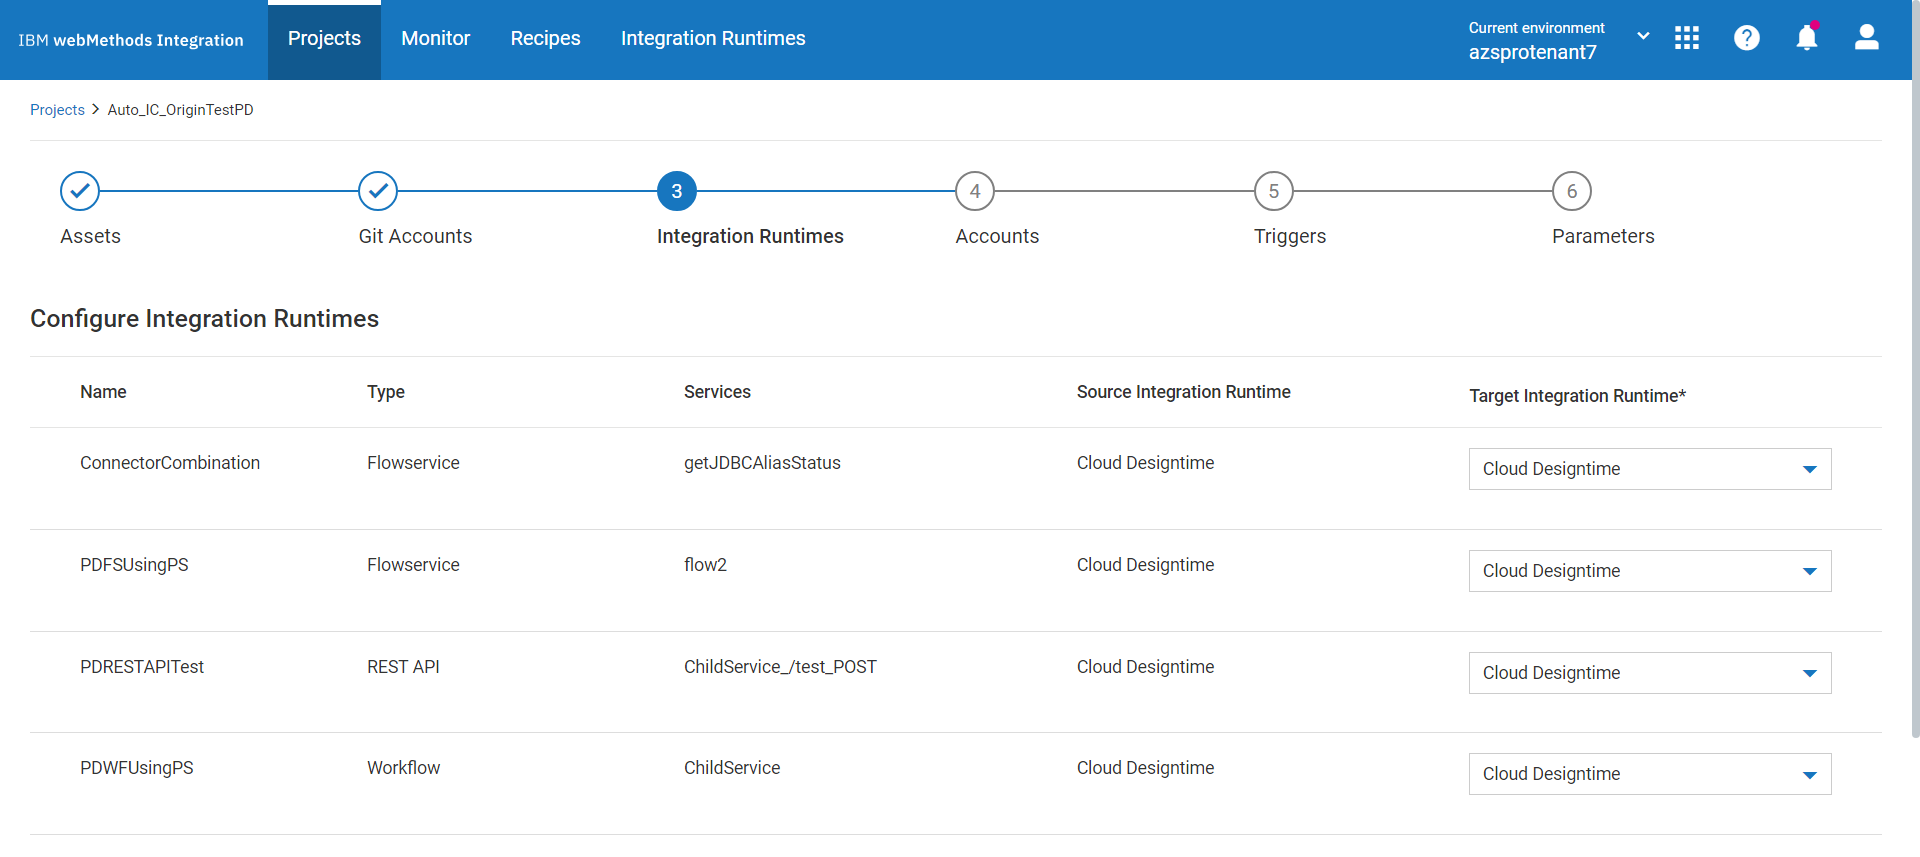 IBM webMethods Integration
Projects
Monitor
Recipes
Integration Runtimes
Current environment
azsprotenant7
?
Projects > Auto_IC_OriginTestPD
3
4
5
6
Assets
Git Accounts
Integration Runtimes
Accounts
Triggers
Parameters
Configure Integration Runtimes
Name Type Services Source Integration Runtime Target Integration Runtime*
ConnectorCombination Flowservice getJDBCAliasStatus Cloud Designtime Cloud Designtime
PDFSUsingPS Flowservice flow2 Cloud Designtime Cloud Designtime
PDRESTAPITest REST API ChildService_/test_POST Cloud Designtime Cloud Designtime
PDWFUsingPS Workflow ChildService Cloud Designtime Cloud Designtime